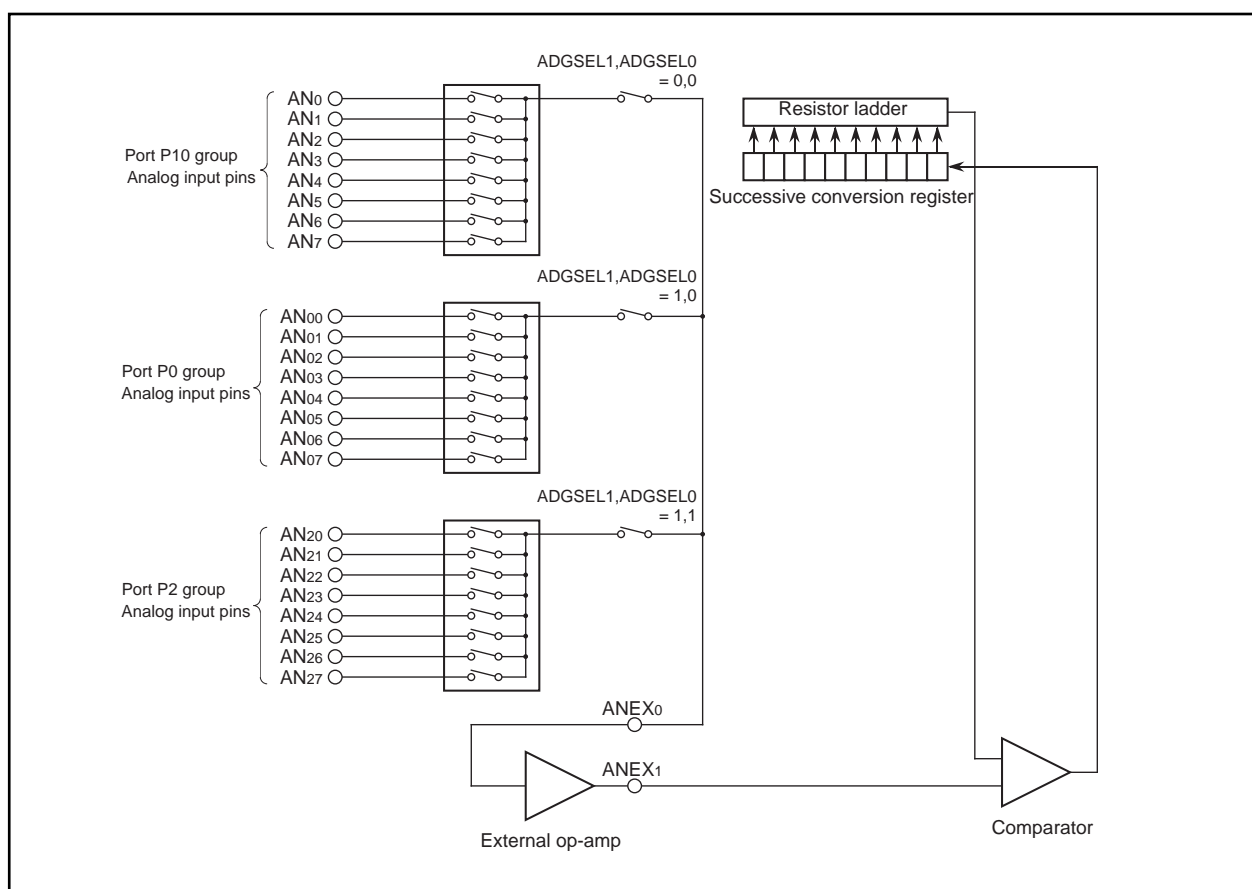 ADGSEL1,ADGSEL0
= 0,0
Port P10 group
Analog input pins
AN0
AN1
AN2
AN3
AN4
AN5
AN6
AN7
Resistor ladder
Successive conversion register
ADGSEL1,ADGSEL0
= 1,0
Port P0 group
Analog input pins
AN00
AN01
AN02
AN03
AN04
AN05
AN06
AN07
ADGSEL1,ADGSEL0
= 1,1
Port P2 group
Analog input pins
AN20
AN21
AN22
AN23
AN24
AN25
AN26
AN27
ANEX0
ANEX1
External op-amp
Comparator